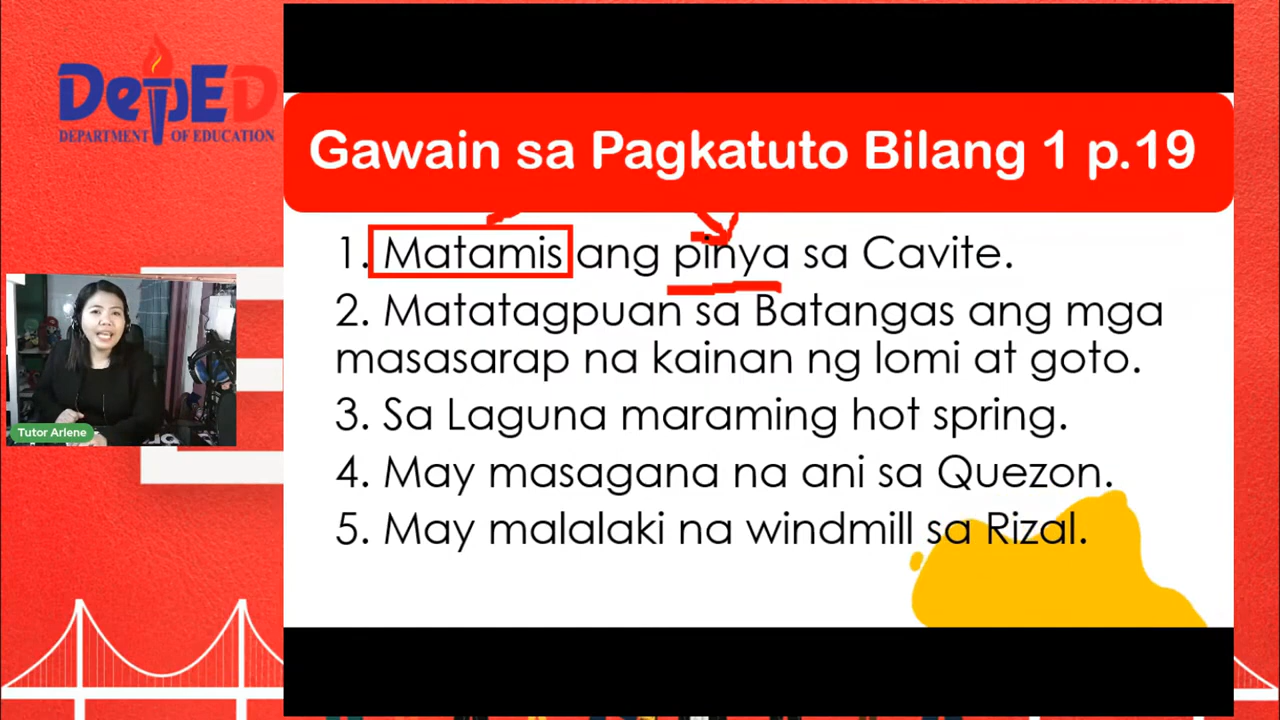 DepED
DEPARTMENT OF EDUCATION
Gawain sa Pagkatuto Bilang 1 p.19
1. Matamis ang pinya sa Cavite.
2. Matatagpuan sa Batangas ang mga
masasarap na kainan ng lomi at goto.
3. Sa Laguna maraming hot spring.
4. May masagana na ani sa Quezon.
5. May malalaki na windmill sa Rizal.
Tutor Arlene